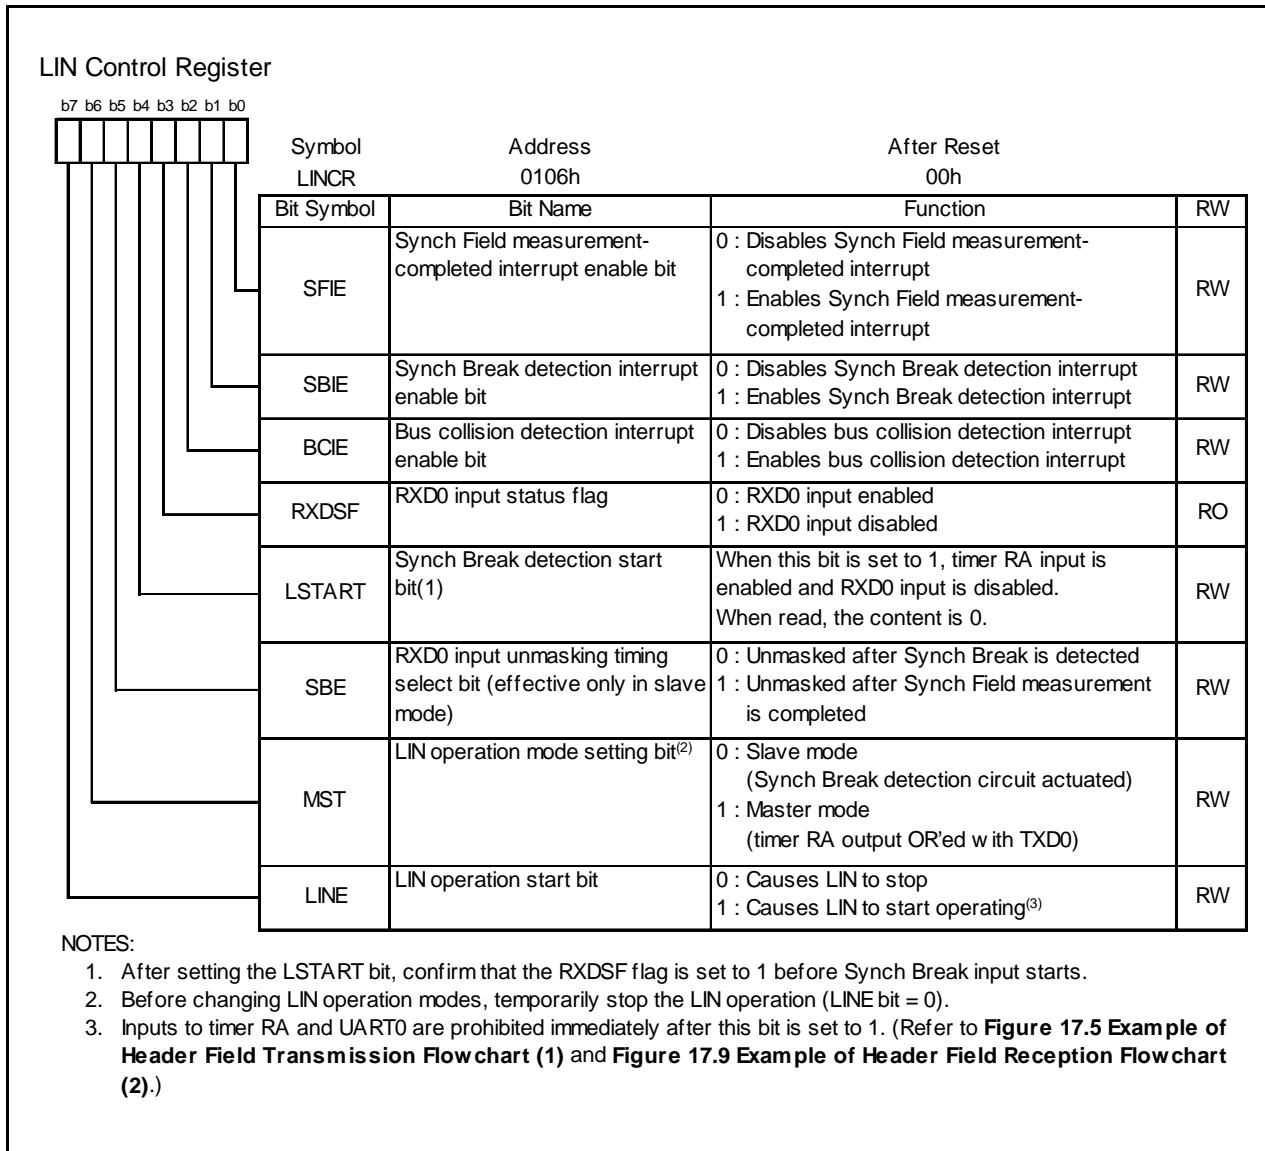 LIN Control Register
b7 b6 b5 b4 b3 b2 b1 b0
Symbol Address After Reset
LINCR 0106h 00h
Bit Symbol Bit Name Function RW
SFIE
Synch Field measurement-
completed interrupt enable bit
0 : Disables Synch Field measurement-
completed interrupt
1 : Enables Synch Field measurement-
completed interrupt
RW
SBIE
Synch Break detection interrupt
enable bit
0 : Disables Synch Break detection interrupt
1 : Enables Synch Break detection interrupt
RW
BCIE
Bus collision detection interrupt
enable bit
0 : Disables bus collision detection interrupt
1 : Enables bus collision detection interrupt
RW
RXDSF
RXD0 input status flag
0 : RXD0 input enabled
1 : RXD0 input disabled
RO
LSTART
Synch Break detection start
bit(1)
When this bit is set to 1, timer RA input is
enabled and RXD0 input is disabled.
When read, the content is 0.
RW
SBE
RXD0 input unmasking timing
select bit (effective only in slave
mode)
0 : Unmasked after Synch Break is detected
1 : Unmasked after Synch Field measurement
is completed
RW
MST
LIN operation mode setting bit(2)
0 : Slave mode
(Synch Break detection circuit actuated)
1 : Master mode
(timer RA output OR'ed with TXD0)
RW
LINE
LIN operation start bit
0 : Causes LIN to stop
1 : Causes LIN to start operating(3)
RW
NOTES:
1. After setting the LSTART bit, confirm that the RXDSF flag is set to 1 before Synch Break input starts.
2. Before changing LIN operation modes, temporarily stop the LIN operation (LINE bit = 0).
3. Inputs to timer RA and UART0 are prohibited immediately after this bit is set to 1. (Refer to Figure 17.5 Example of
Header Field Transmission Flowchart (1) and Figure 17.9 Example of Header Field Reception Flowchart
(2).)